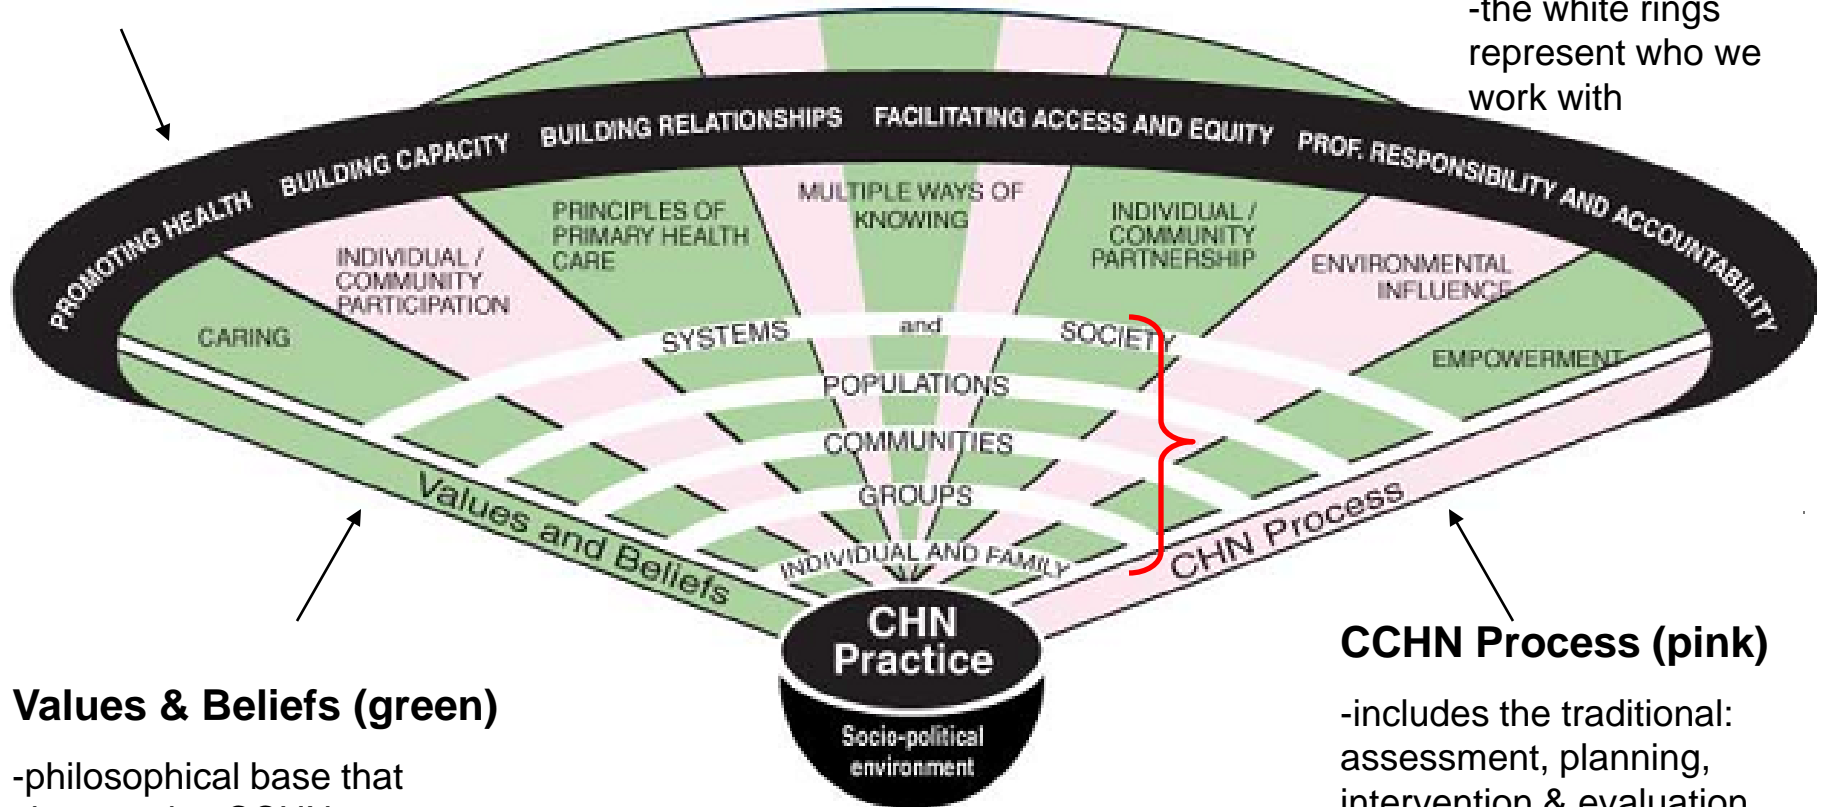 -the white rings
represent who we
work with
PROMOTING HEALTH BUILDING CAPACITY BUILDING RELATIONSHIPS FACILITATING ACCESS AND EQUITY PROF. RESPONSIBILITY AND ACCOUNTABILITY
CARING
INDIVIDUAL /
COMMUNITY
PARTICIPATION
PRINCIPLES OF
PRIMARY HEALTH
CARE
MULTIPLE WAYS OF
KNOWING
INDIVIDUAL /
COMMUNITY
PARTNERSHIP
ENVIRONMENTAL
INFLUENCE
EMPOWERMENT
SYSTEMS and SOCIETY
POPULATIONS
COMMUNITIES
GROUPS
INDIVIDUAL AND FAMILY
Values and Beliefs
CHN Process
CHN
Practice
Socio-political
environment
Values & Beliefs (green)
-philosophical base that
CCHN Process (pink)
-includes the traditional:
assessment, planning,
intervention & evaluation